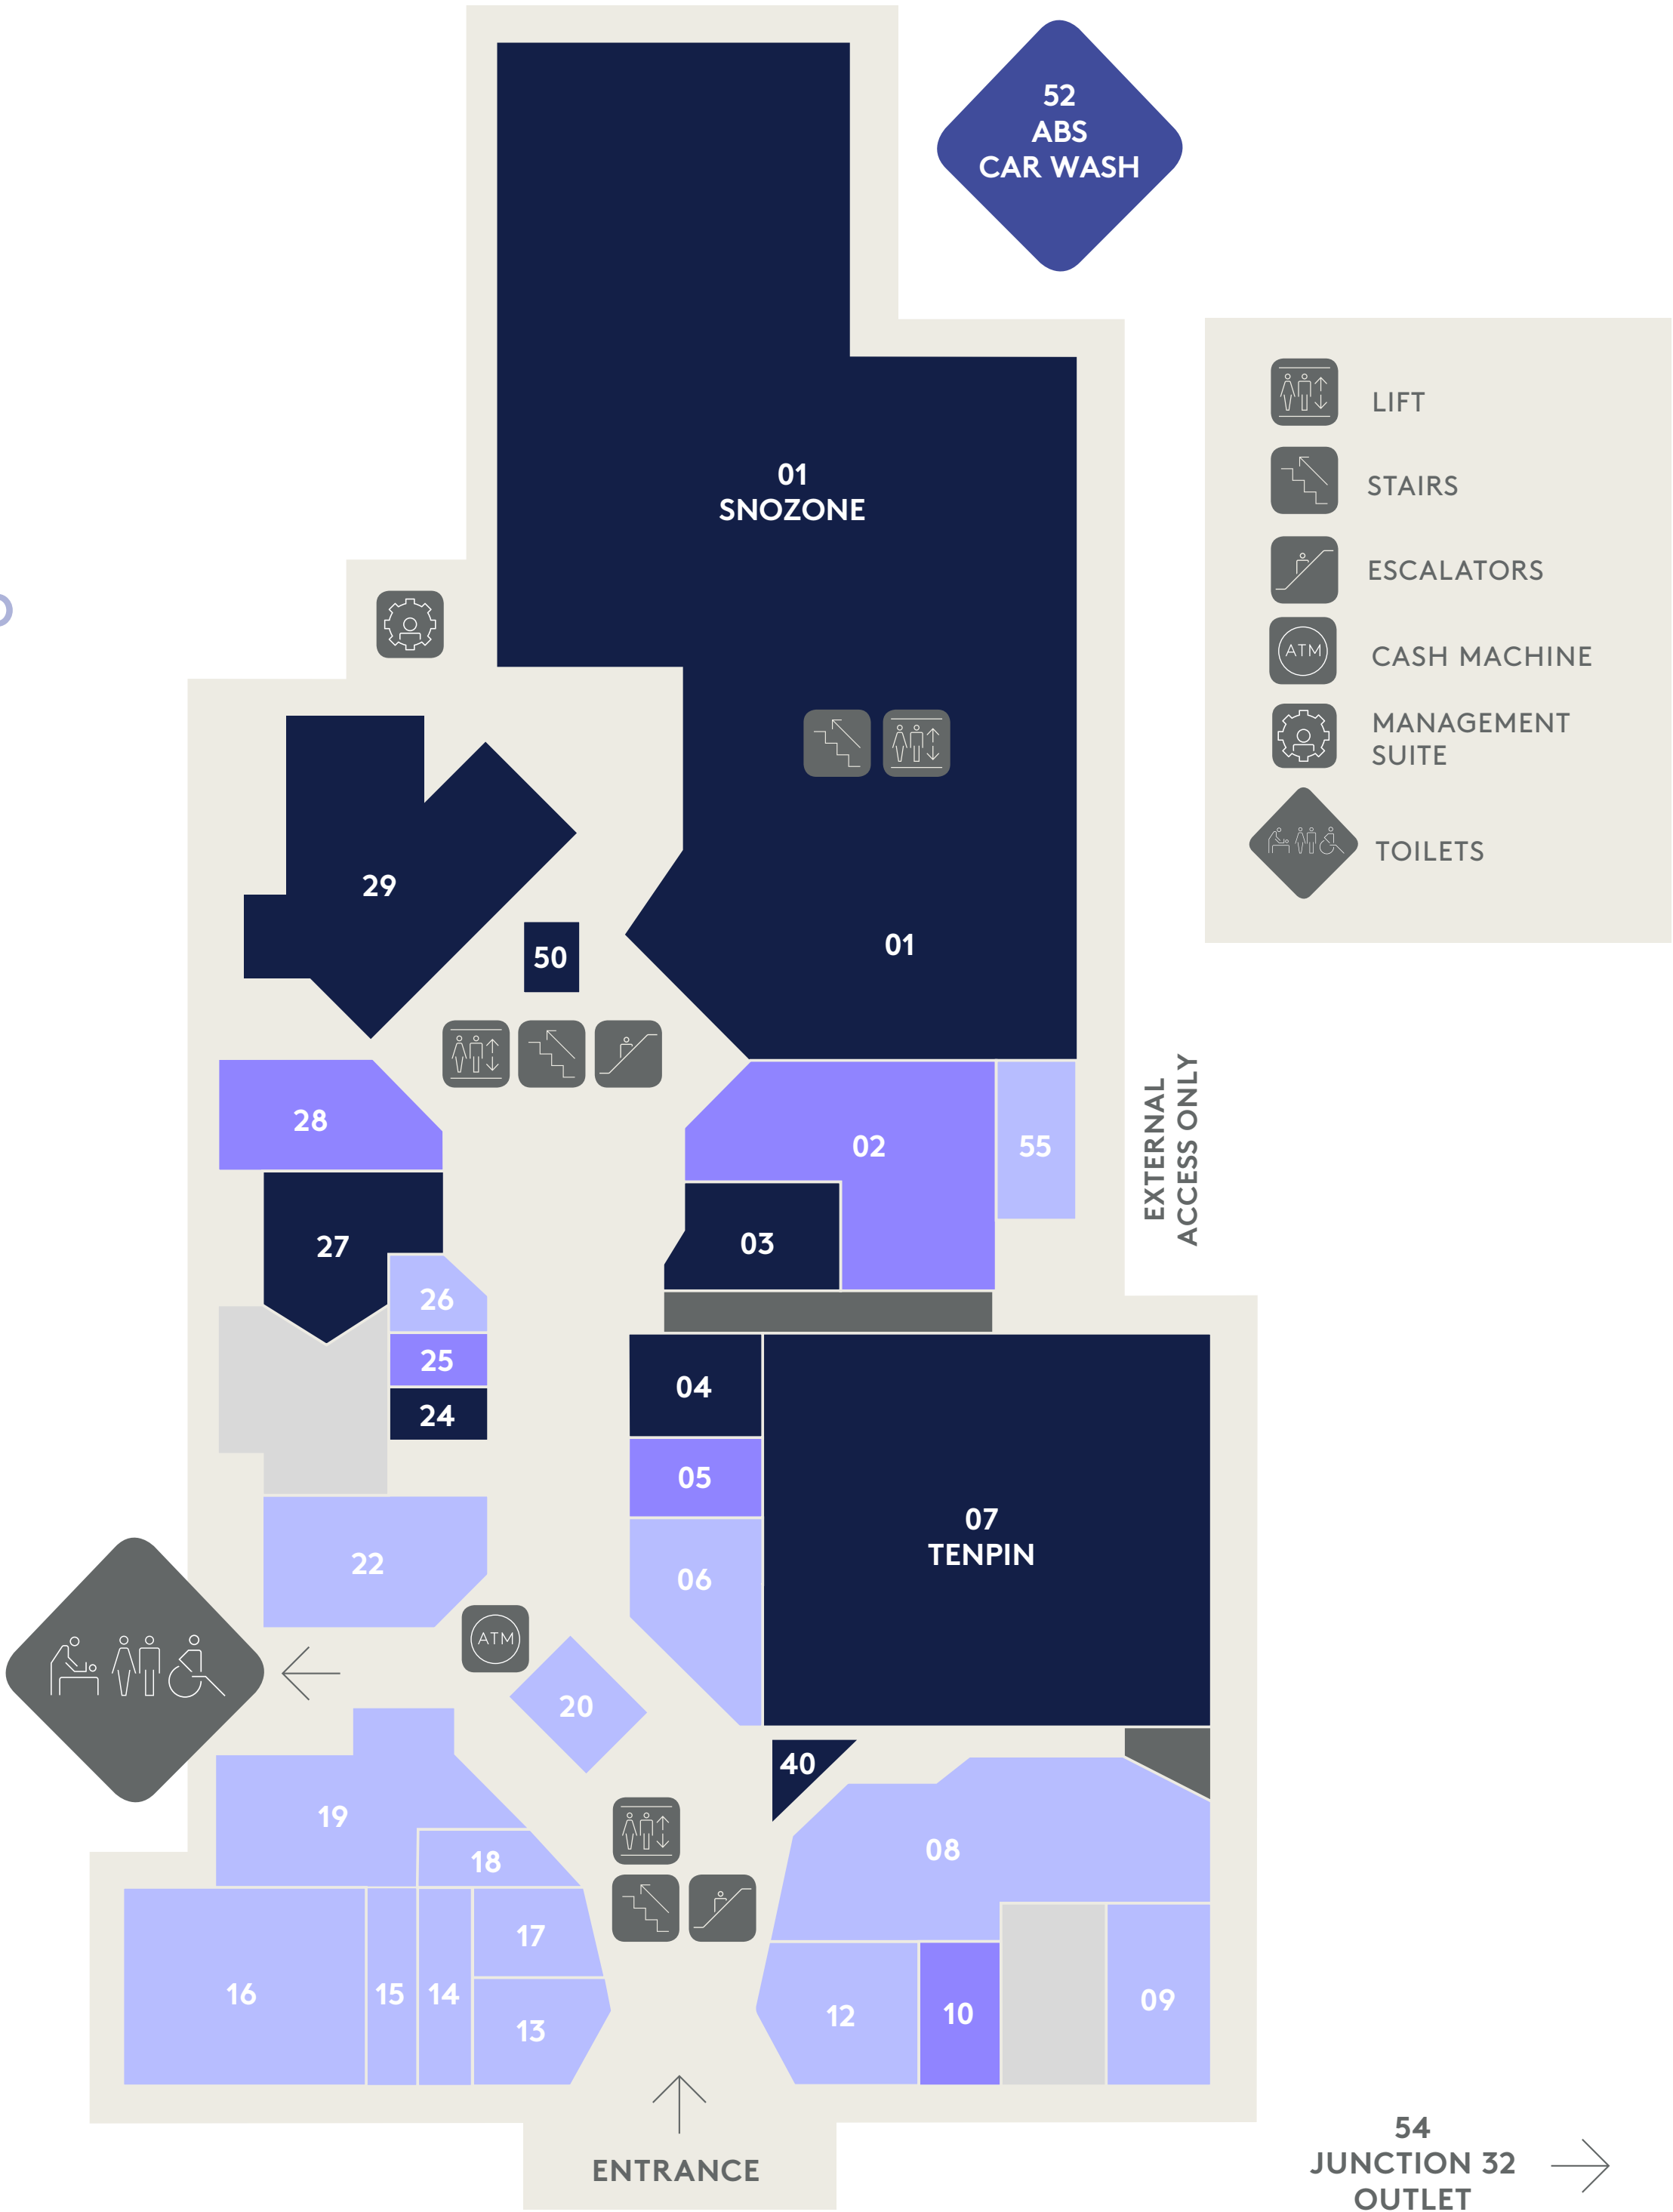 52
ABS
CAR WASH
LIFT
STAIRS
ESCALATORS
ATM
CASH MACHINE
MANAGEMENT
SUITE
TOILETS
01
SNOZONE
29
50
01
28
02
55
EXTERNAL
ACCESS ONLY
27
03
26
25
24
04
05
06
07
TENPIN
22
ATM
20
40
19
18
08
17
16
15
14
13
12
10
09
ENTRANCE
54
JUNCTION 32
OUTLET